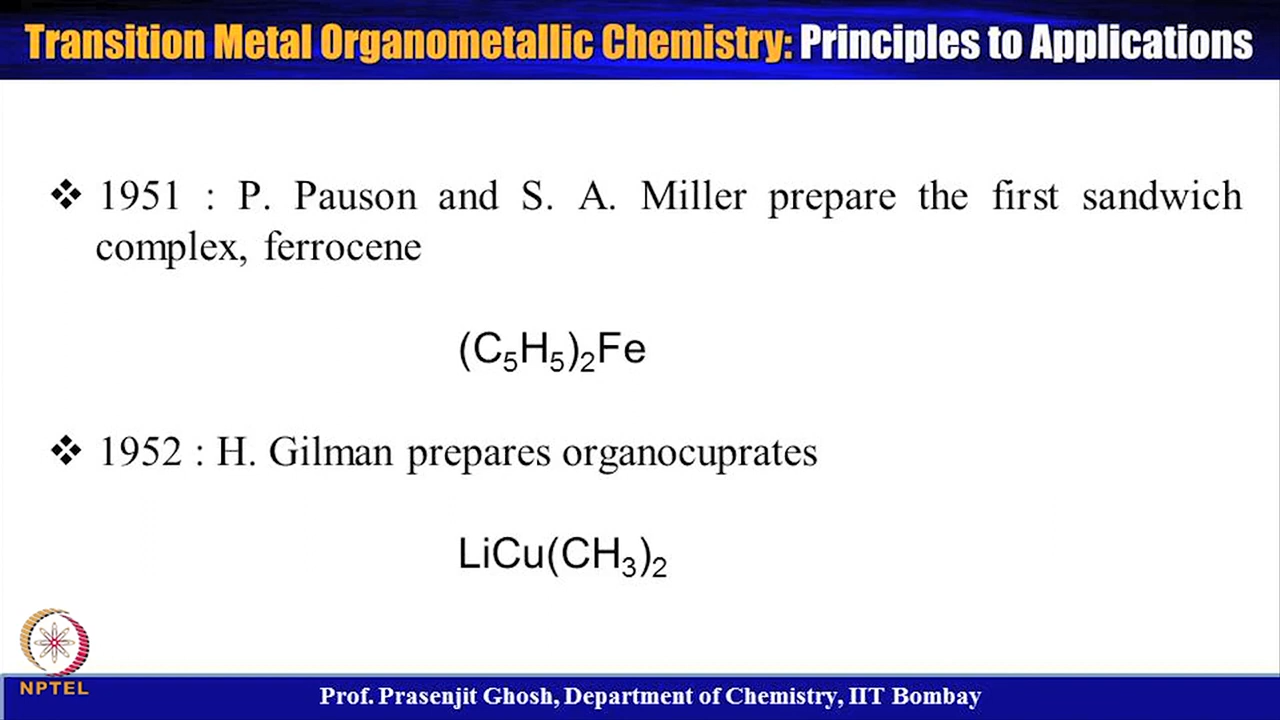 Transition Metal Organometallic Chemistry: Principles to Applications
❖ 1951 : P. Pauson and S. A. Miller prepare the first sandwich
complex, ferrocene
(C₅H₅)₂Fe
❖ 1952 : H. Gilman prepares organocuprates
LiCu(CH₃)₂
NPTEL
Prof. Prasenjit Ghosh, Department of Chemistry, IIT Bombay